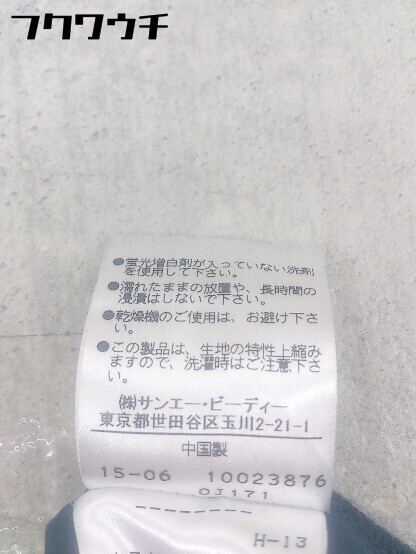 フクワウチ
●蛍光増白剤が入っていない洗剤
を使用して下さい。
●濡れたままの放置や、長時間の
浸漬はしないで下さい。
●乾燥機のご使用は、お避け下さ
い。
●この製品は、生地の特性上縮み
ますので、洗濯時はご注意下さ
い。
㈱サンエー・ビーディー
東京都世田谷区玉川2-21-1
中国製
15-06 10023876
0J171
--------
H-13